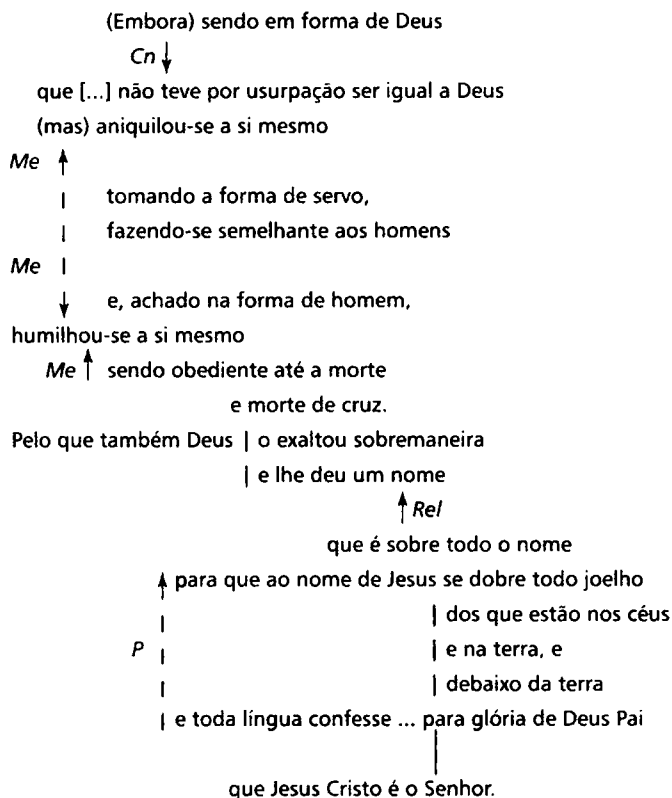 (Embora) sendo em forma de Deus
Cn
que [...] não teve por usurpação ser igual a Deus
(mas) aniquilou-se a si mesmo
Me
tomando a forma de servo,
fazendo-se semelhante aos homens
Me
e, achado na forma de homem,
humilhou-se a si mesmo
Me sendo obediente até a morte
e morte de cruz.
Pelo que também Deus | o exaltou sobremaneira
| e lhe deu um nome
Rel
que é sobre todo o nome
para que ao nome de Jesus se dobre todo joelho
| dos que estão nos céus
P | e na terra, e
| debaixo da terra
e toda língua confesse ... para glória de Deus Pai
que Jesus Cristo é o Senhor.